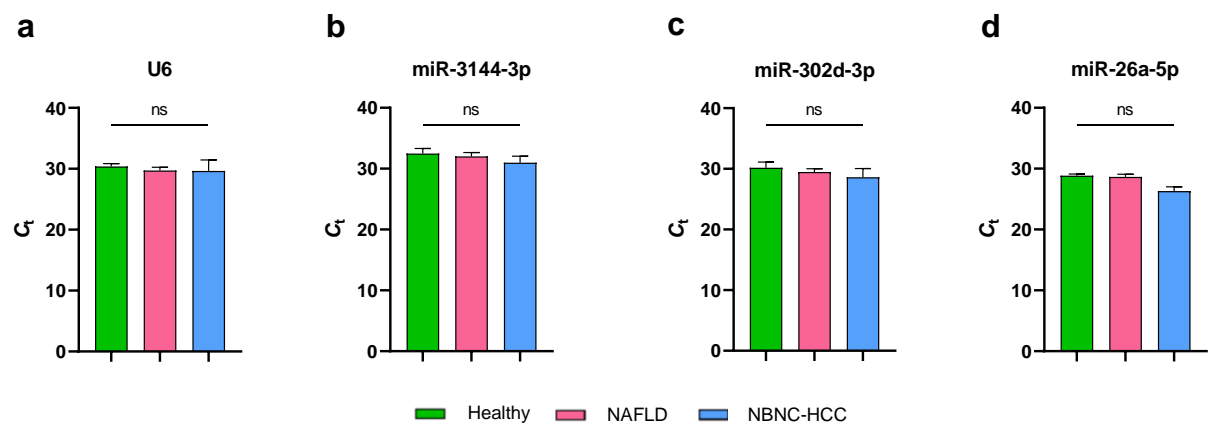 a b c d
U6 miR-3144-3p miR-302d-3p miR-26a-5p
40 40 40 40
ns ns ns ns
30 30 30 30
Ct Ct Ct Ct
20 20 20 20
10 10 10 10
0 0 0 0
Healthy NAFLD NBNC-HCC